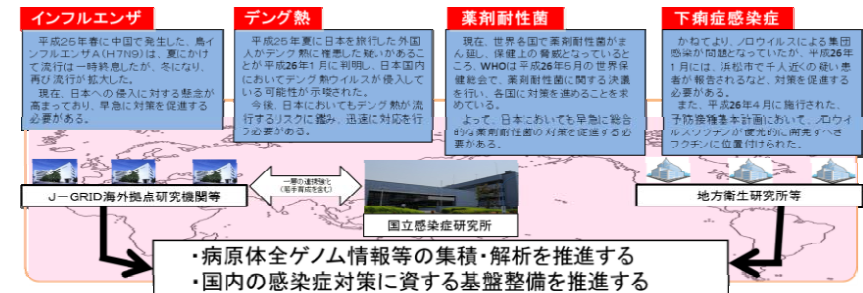 インフルエンザ
平成25年春に中国で発生した、鳥イ
ンフルエンザA(H7N9)は、夏にかけ
て流行は一時終息したが、冬になり、
再び流行が拡大した。
現在、日本への侵入に対する懸念が
高まっており、早急に対策を促進する
必要がある。
デング熱
平成25年夏に日本を旅行した外国
人がデング熱に罹患した疑いがあるこ
とが平成26年1月に判明し、日本国内
においてデング熱ウイルスが侵入して
いる可能性が示唆された。
今後、日本においてもデング熱が流
行するリスクに鑑み、迅速に対応を行
う必要がある。
薬剤耐性菌
現在、世界各国で薬剤耐性菌がま
ん延し、保健上の脅威となっていると
ころ、WHOは平成26年5月の世界保
健総会で、薬剤耐性菌に関する決議
を行い、各国に対策を進めることを求
めている。
よって、日本においても早急に総合
的な薬剤耐性菌の対策を促進する必
要がある。
下痢症感染症
かねてより、ノロウイルスによる集団
感染が問題となっていたが、平成26年
1月には、浜松市で千人近くの疑い患
者が報告されるなど、対策を促進する
必要がある。
また、平成26年4月に施行された、
予防接種基本計画において、ノロウイ
ルスワクチンが優先的に開発すべき
ワクチンに位置付けられた。
J-GRID海外拠点研究機関等
一層の連携強化
(若手育成を含む)
国立感染症研究所
地方衛生研究所等
・病原体全ゲノム情報等の集積・解析を推進する
・国内の感染症対策に資する基盤整備を推進する